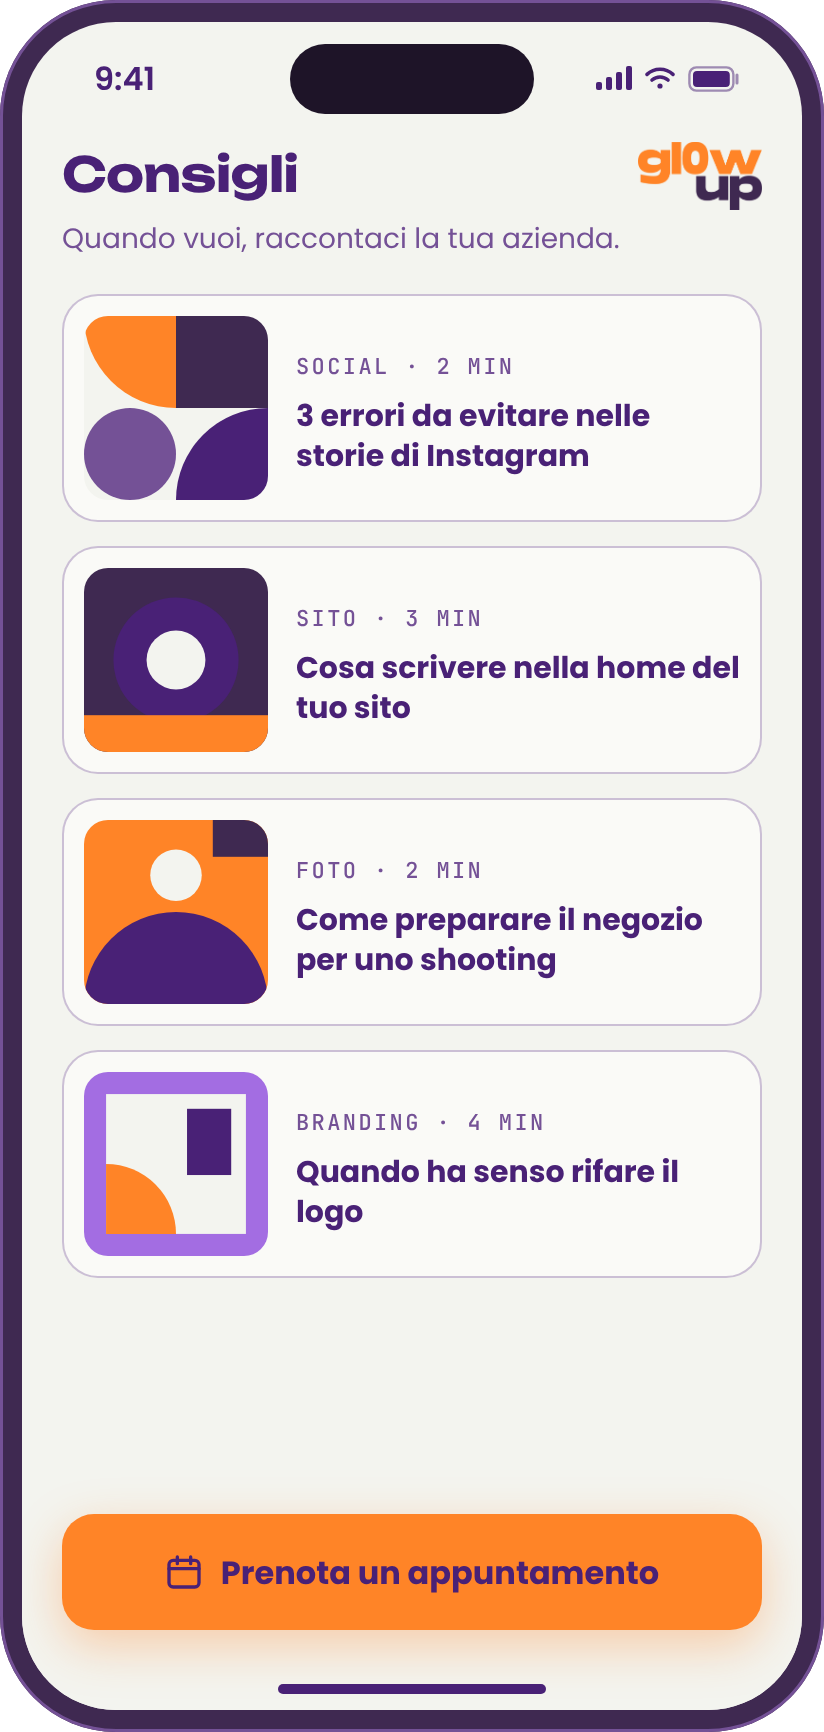 9:41
Consigli
gl0w
up
Quando vuoi, raccontaci la tua azienda.
SOCIAL · 2 MIN
3 errori da evitare nelle
storie di Instagram
SITO · 3 MIN
Cosa scrivere nella home del
tuo sito
FOTO · 2 MIN
Come preparare il negozio
per uno shooting
BRANDING · 4 MIN
Quando ha senso rifare il
logo
Prenota un appuntamento